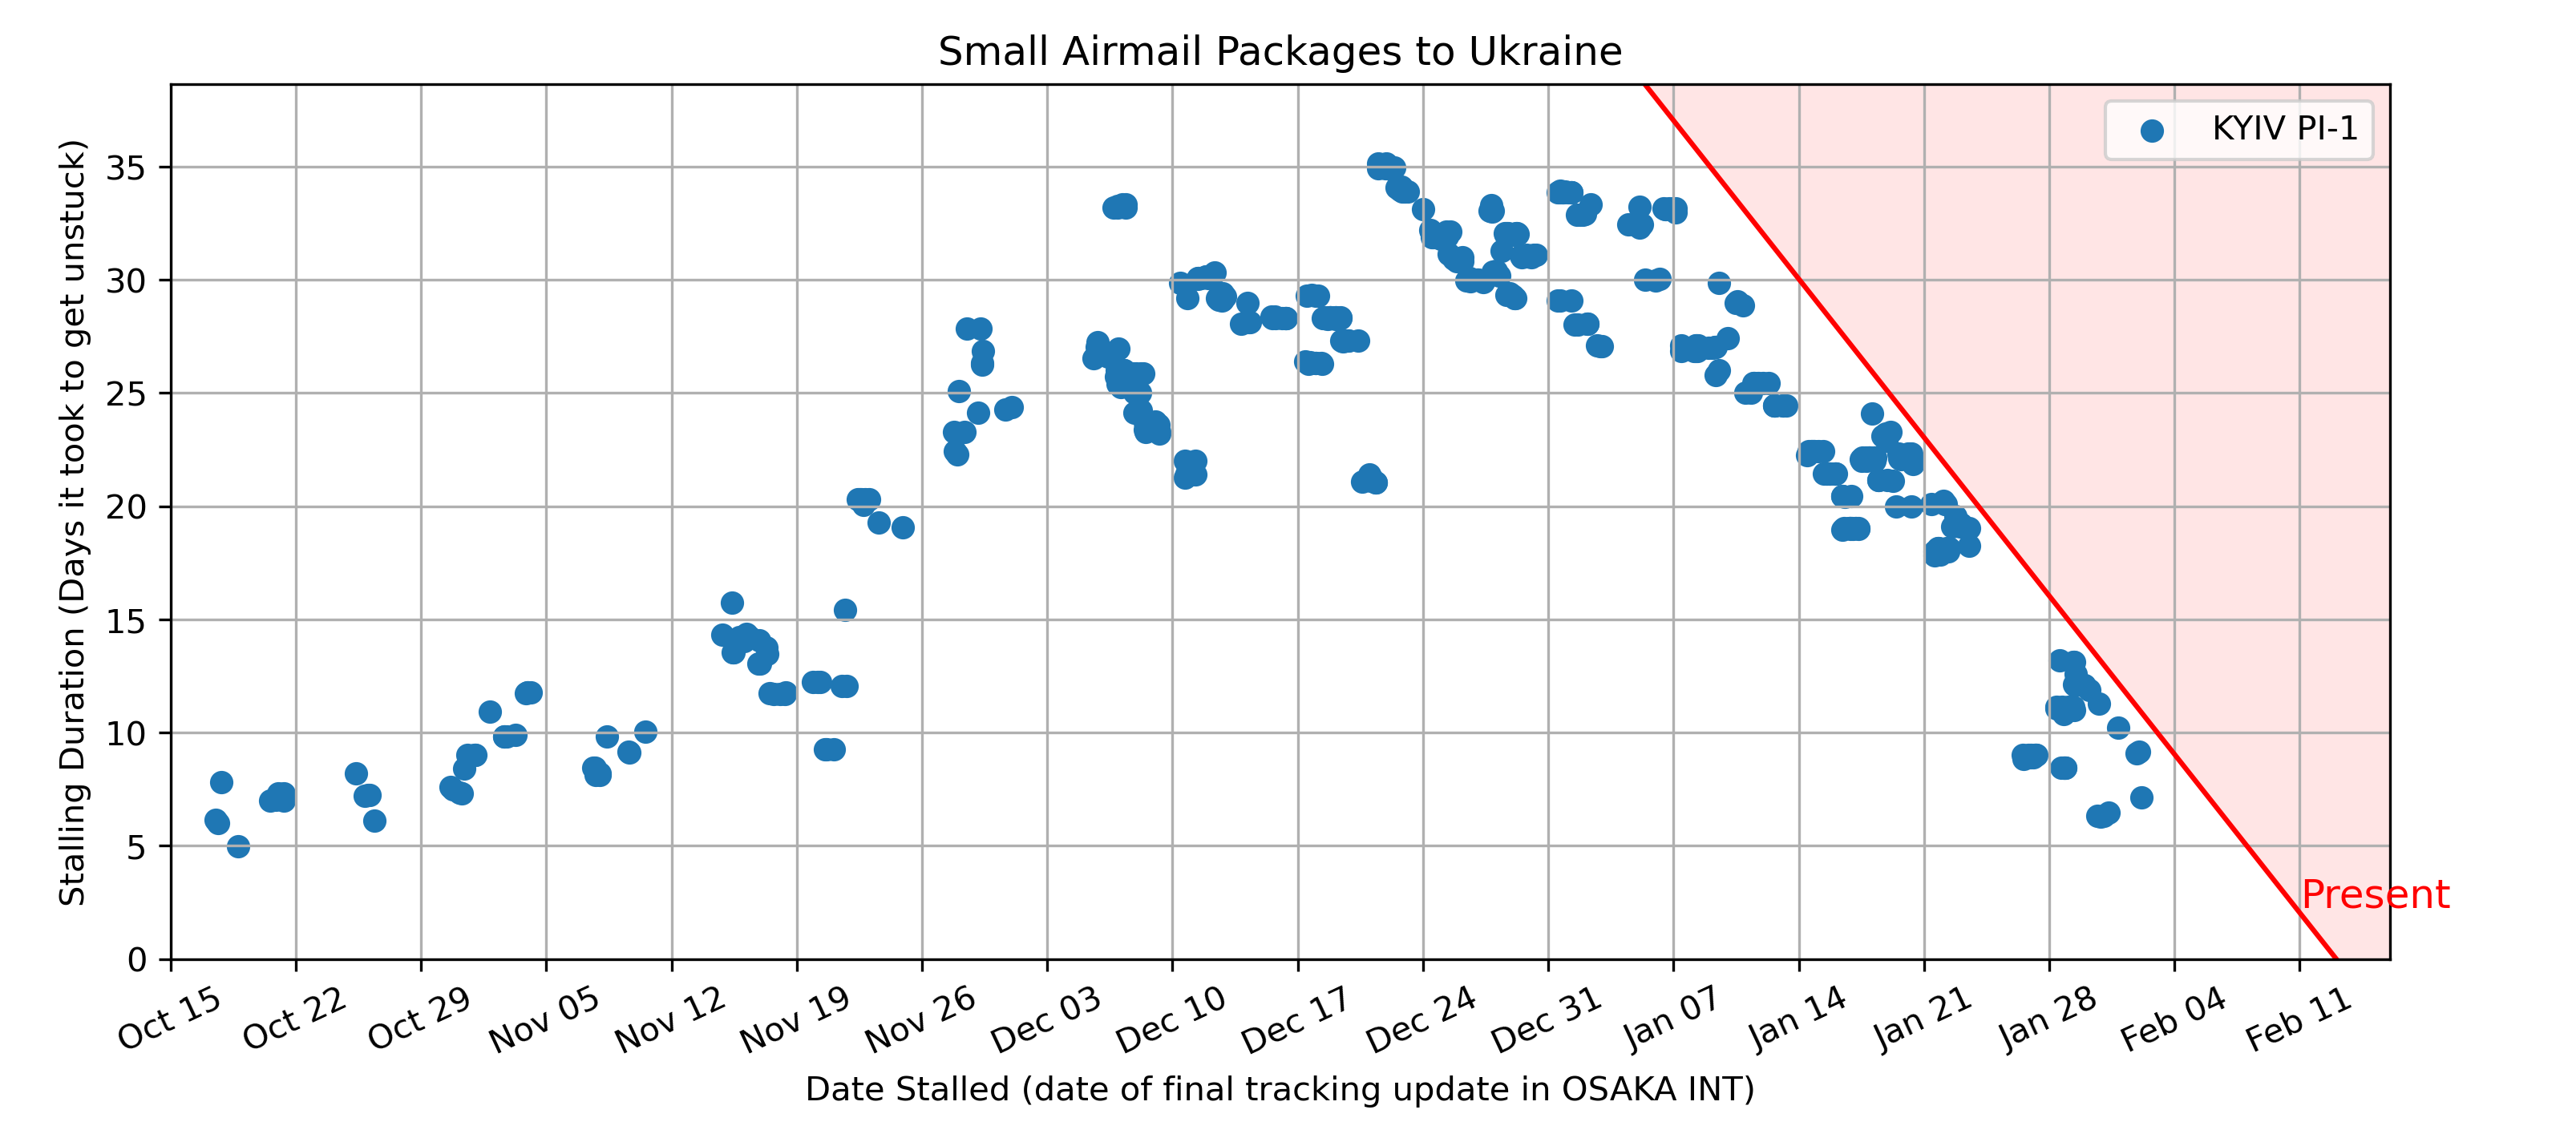 Small Airmail Packages to Ukraine
KYIV PI-1
Stalling Duration (Days it took to get unstuck)
35
30
25
20
15
10
5
0
Present
Oct 15
Oct 22
Oct 29
Nov 05
Nov 12
Nov 19
Nov 26
Dec 03
Dec 10
Dec 17
Dec 24
Dec 31
Jan 07
Jan 14
Jan 21
Jan 28
Feb 04
Feb 11
Date Stalled (date of final tracking update in OSAKA INT)